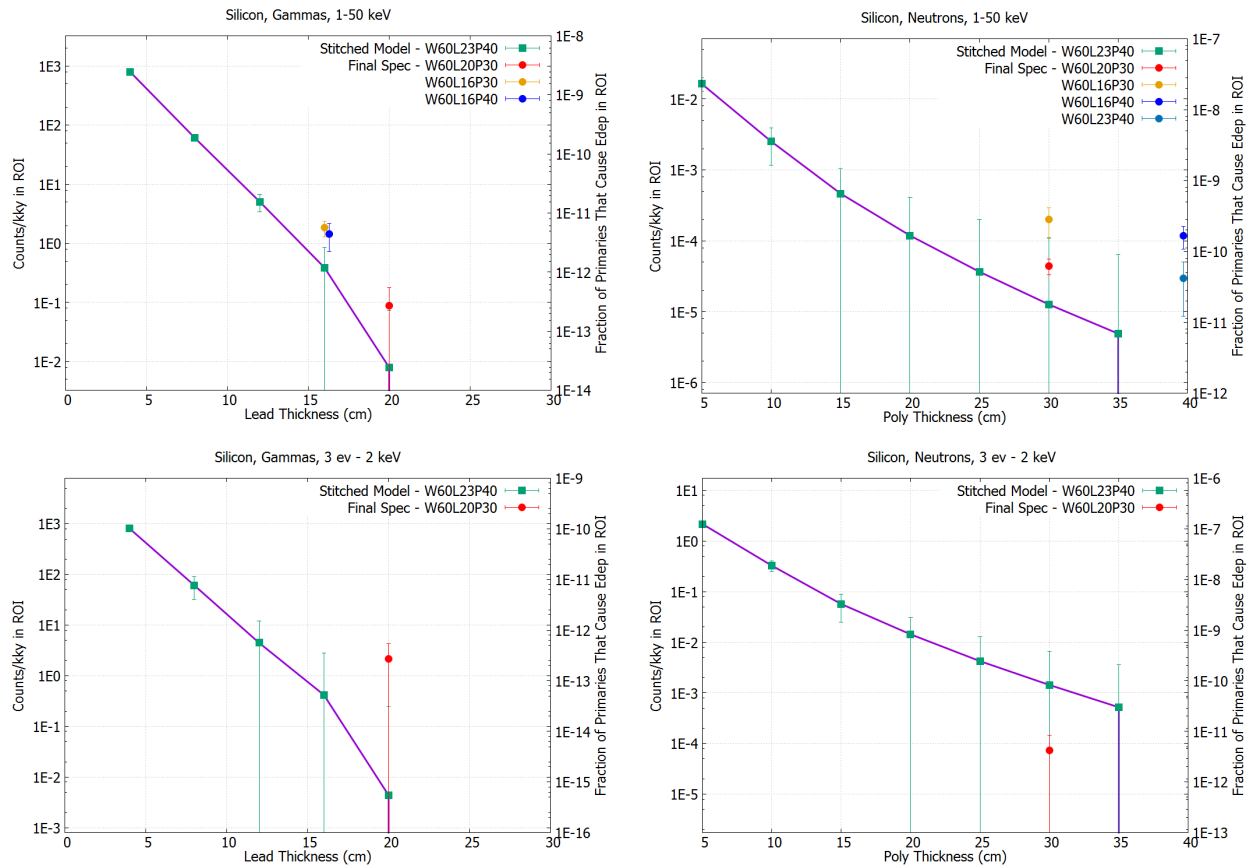 Silicon, Gammas, 1-50 keV
Stitched Model - W60L23P40
Final Spec - W60L20P30
W60L16P30
W60L16P40
Counts/kky in ROI
1E3
1E2
1E1
1E0
1E-1
1E-2
0 5 10 15 20 25 30
Lead Thickness (cm)
1E-8
1E-9
1E-10
1E-11
1E-12
1E-13
1E-14
Fraction of Primaries That Cause Edep in ROI
Silicon, Neutrons, 1-50 keV
Stitched Model - W60L23P40
Final Spec - W60L20P30
W60L16P30
W60L16P40
W60L23P40
Counts/kky in ROI
1E-2
1E-3
1E-4
1E-5
1E-6
5 10 15 20 25 30 35 40
Poly Thickness (cm)
1E-7
1E-8
1E-9
1E-10
1E-11
1E-12
Fraction of Primaries That Cause Edep in ROI
Silicon, Gammas, 3 ev - 2 keV
Stitched Model - W60L23P40
Final Spec - W60L20P30
Counts/kky in ROI
1E3
1E2
1E1
1E0
1E-1
1E-2
1E-3
0 5 10 15 20 25 30
Lead Thickness (cm)
1E-9
1E-10
1E-11
1E-12
1E-13
1E-14
1E-15
1E-16
Fraction of Primaries That Cause Edep in ROI
Silicon, Neutrons, 3 ev - 2 keV
Stitched Model - W60L23P40
Final Spec - W60L20P30
Counts/kky in ROI
1E1
1E0
1E-1
1E-2
1E-3
1E-4
1E-5
5 10 15 20 25 30 35 40
Poly Thickness (cm)
1E-6
1E-7
1E-8
1E-9
1E-10
1E-11
1E-12
1E-13
Fraction of Primaries That Cause Edep in ROI